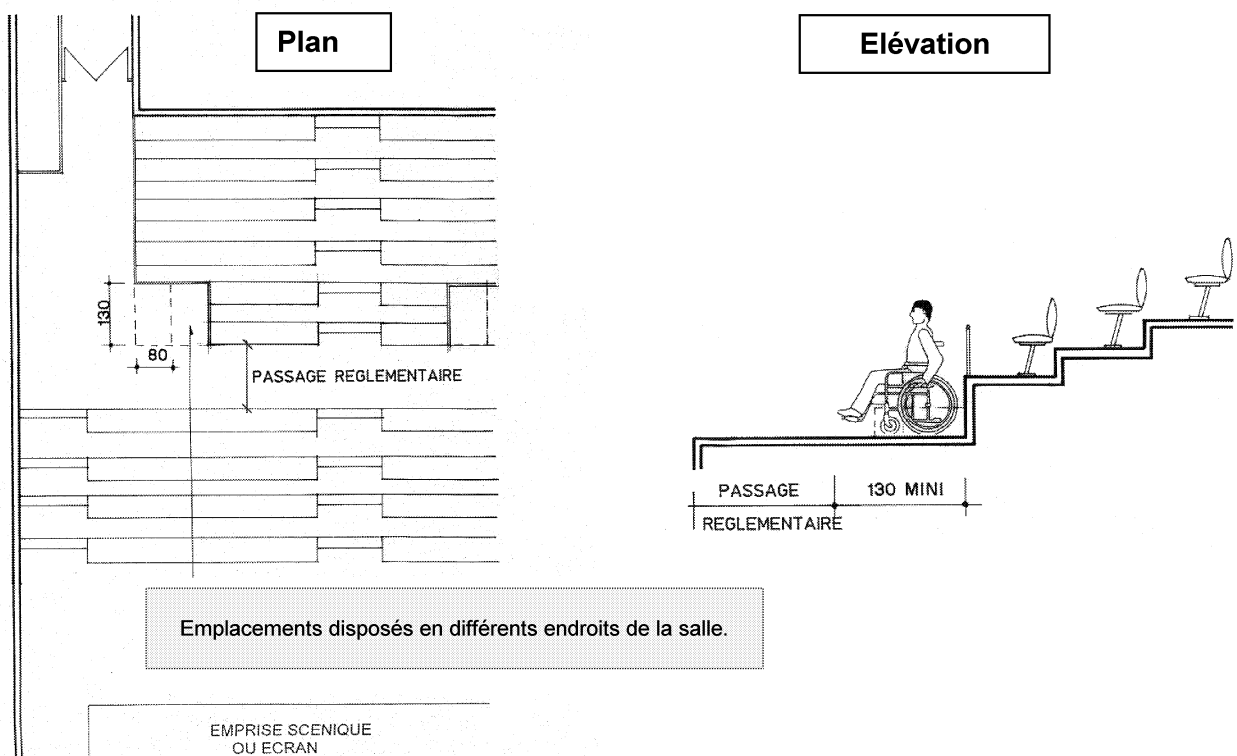 Plan
Elévation
130
80
PASSAGE REGLEMENTAIRE
PASSAGE
130 MINI
REGLEMENTAIRE
Emplacements disposés en différents endroits de la salle.
EMPRISE SCENIQUE
OU ECRAN